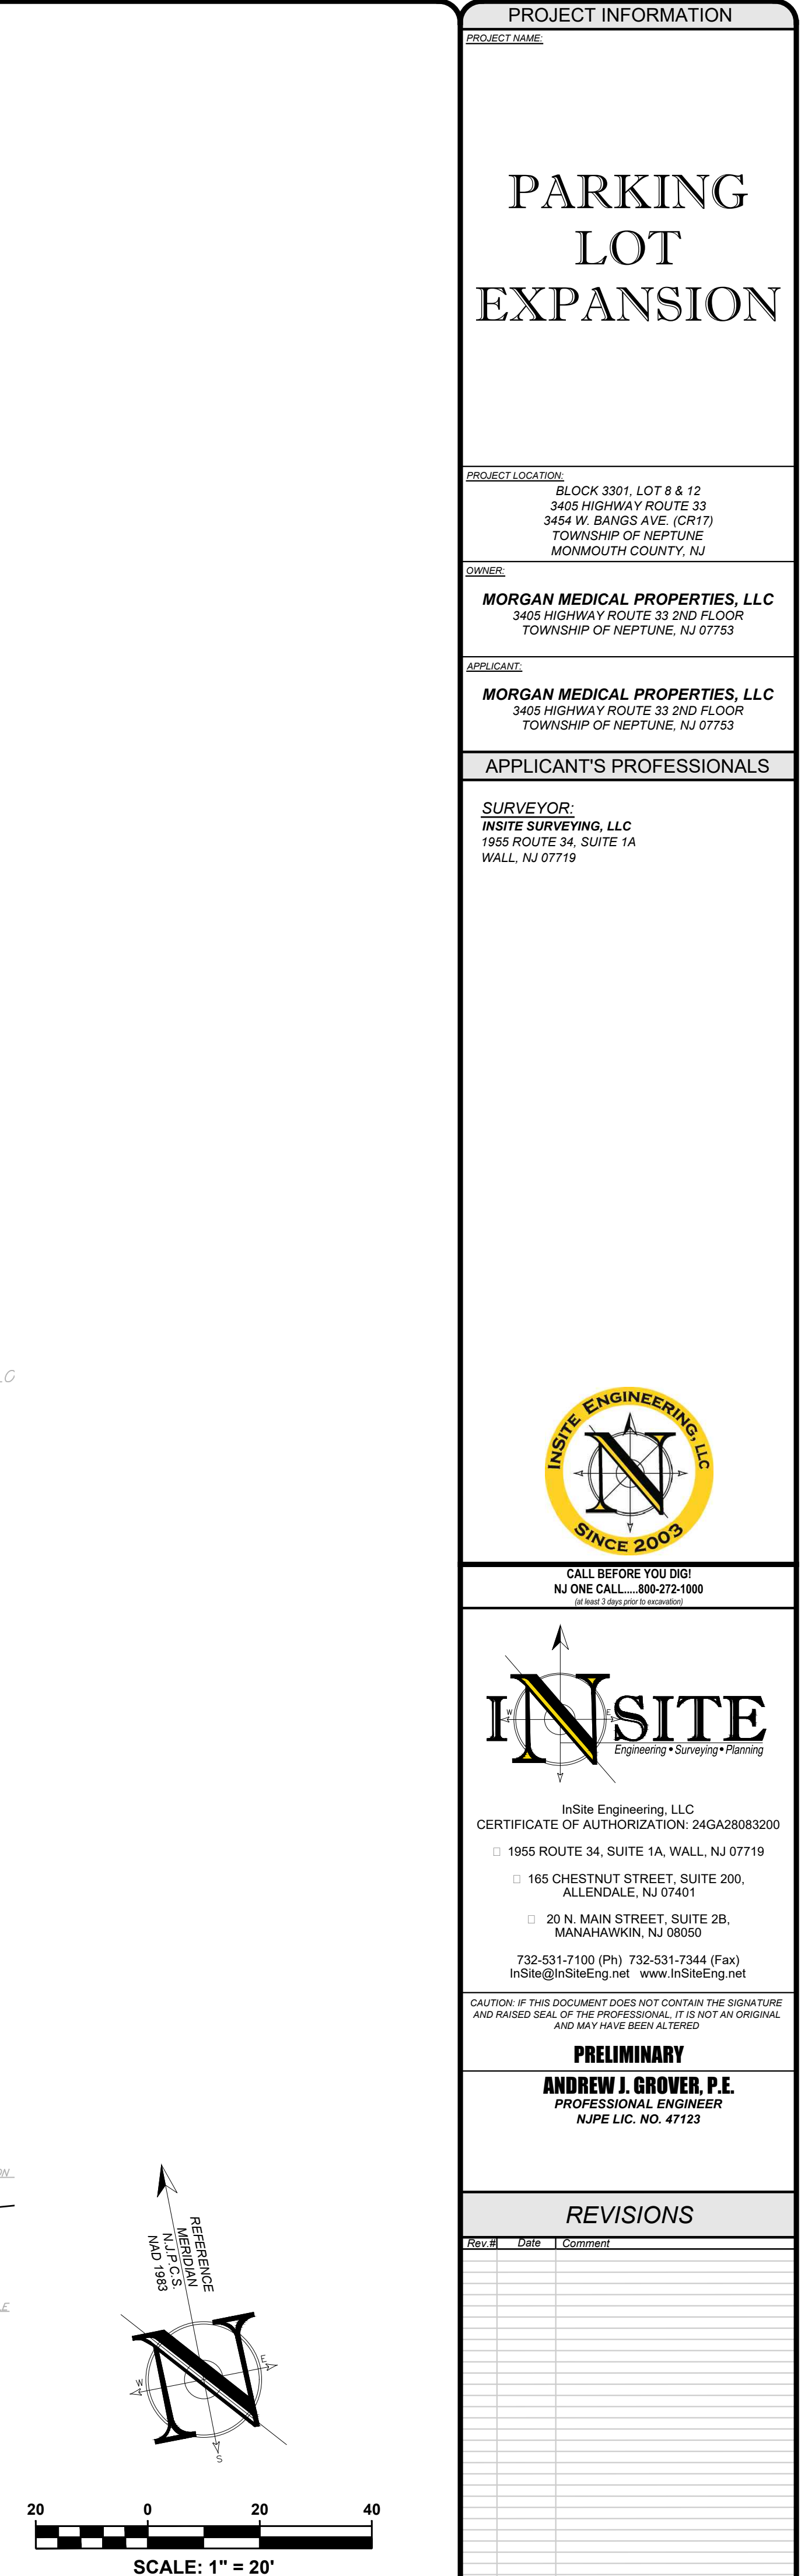 PROJECT INFORMATION
PROJECT NAME:
PARKING
LOT
EXPANSION
PROJECT LOCATION:
BLOCK 3301, LOT 8 & 12
3405 HIGHWAY ROUTE 33
3454 W. BANGS AVE. (CR17)
TOWNSHIP OF NEPTUNE
MONMOUTH COUNTY, NJ
OWNER:
MORGAN MEDICAL PROPERTIES, LLC
3405 HIGHWAY ROUTE 33 2ND FLOOR
TOWNSHIP OF NEPTUNE, NJ 07753
APPLICANT:
MORGAN MEDICAL PROPERTIES, LLC
3405 HIGHWAY ROUTE 33 2ND FLOOR
TOWNSHIP OF NEPTUNE, NJ 07753
APPLICANT'S PROFESSIONALS
SURVEYOR:
INSITE SURVEYING, LLC
1955 ROUTE 34, SUITE 1A
WALL, NJ 07719
INSITE ENGINEERING, LLC
N
SINCE 2003
CALL BEFORE YOU DIG!
NJ ONE CALL.....800-272-1000
(at least 3 days prior to excavation)
W E
INSITE
Engineering • Surveying • Planning
InSite Engineering, LLC
CERTIFICATE OF AUTHORIZATION: 24GA28083200
1955 ROUTE 34, SUITE 1A, WALL, NJ 07719
165 CHESTNUT STREET, SUITE 200,
ALLENDALE, NJ 07401
20 N. MAIN STREET, SUITE 2B,
MANAHAWKIN, NJ 08050
732-531-7100 (Ph) 732-531-7344 (Fax)
InSite@InSiteEng.net www.InSiteEng.net
CAUTION: IF THIS DOCUMENT DOES NOT CONTAIN THE SIGNATURE
AND RAISED SEAL OF THE PROFESSIONAL, IT IS NOT AN ORIGINAL
AND MAY HAVE BEEN ALTERED
PRELIMINARY
ANDREW J. GROVER, P.E.
PROFESSIONAL ENGINEER
NJPE LIC. NO. 47123
REVISIONS
Rev.# Date Comment
REFERENCE
MERIDIAN
N.J.P.C.S.
NAD 1983
N
W E
S
20 0 20 40
SCALE: 1" = 20'